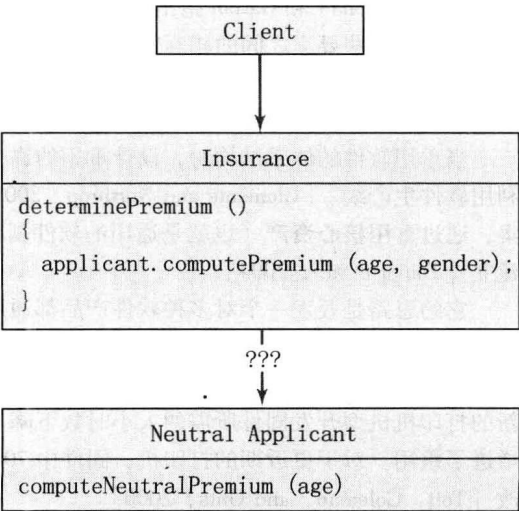 Client
Insurance
determinePremium ()
{
applicant.computePremium (age, gender);
}
???
Neutral Applicant
computeNeutralPremium (age)